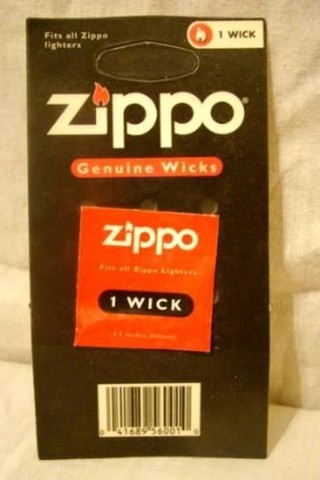 Fits all Zippo
lighters
1 WICK
zippo®
Genuine Wicks
zippo
Fits all Zippo Lighters
1 WICK
0 41689 56001 0